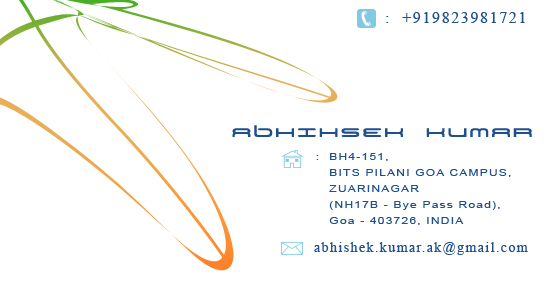 : +919823981721
ABHIHSEK KUMAR
: BH4-151,
BITS PILANI GOA CAMPUS,
ZUARINAGAR
(NH17B - Bye Pass Road),
Goa - 403726, INDIA
abhishek.kumar.ak@gmail.com